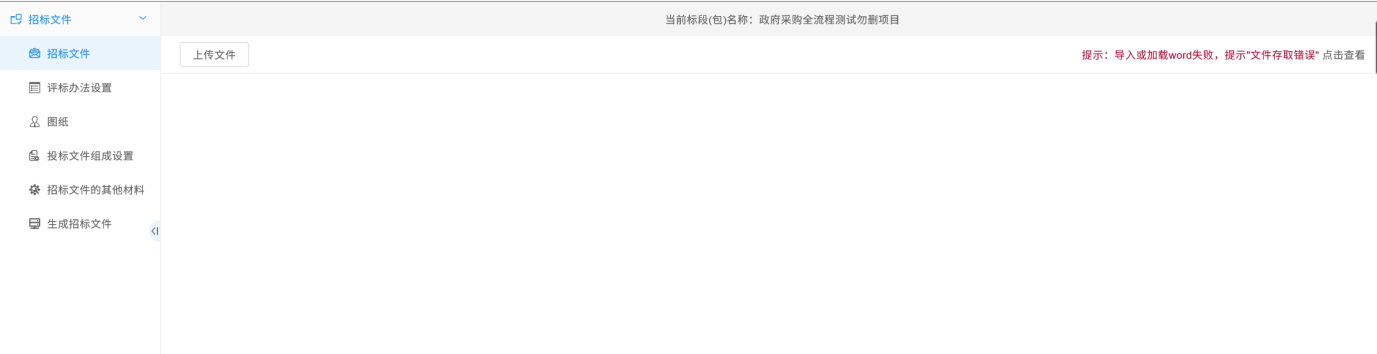 招标文件
当前标段(包)名称：政府采购全流程测试勿删项目
招标文件
上传文件
提示：导入或加载word失败，提示"文件存取错误" 点击查看
评标办法设置
图纸
投标文件组成设置
招标文件的其他材料
生成招标文件